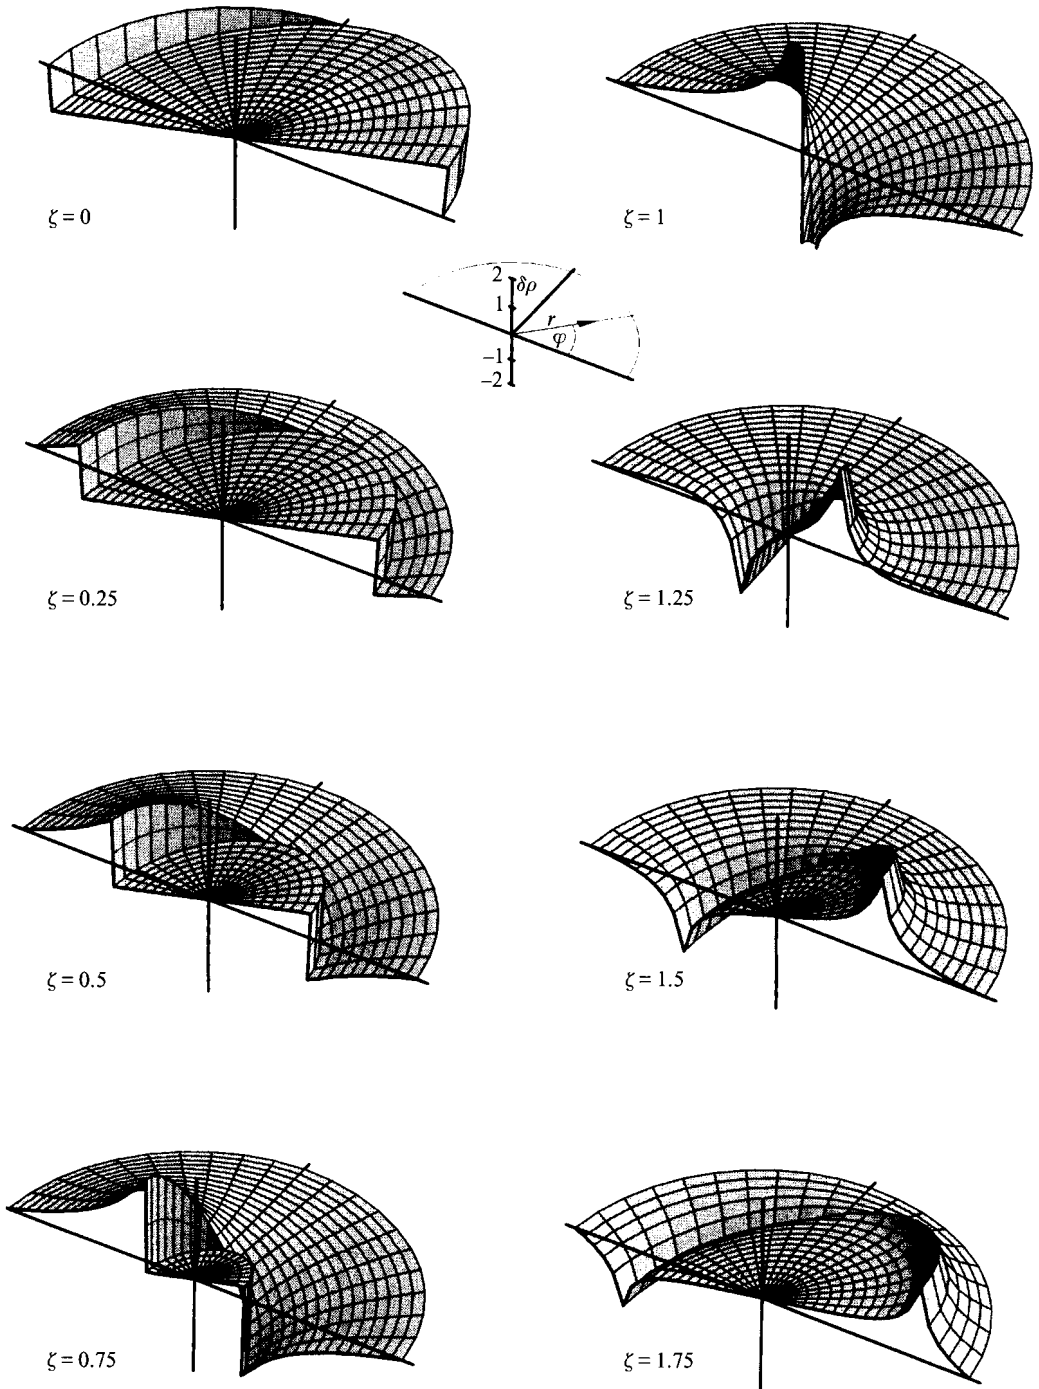 ζ = 0
ζ = 1
2
δρ
1
r
φ
−1
−2
ζ = 0.25
ζ = 1.25
ζ = 0.5
ζ = 1.5
ζ = 0.75
ζ = 1.75